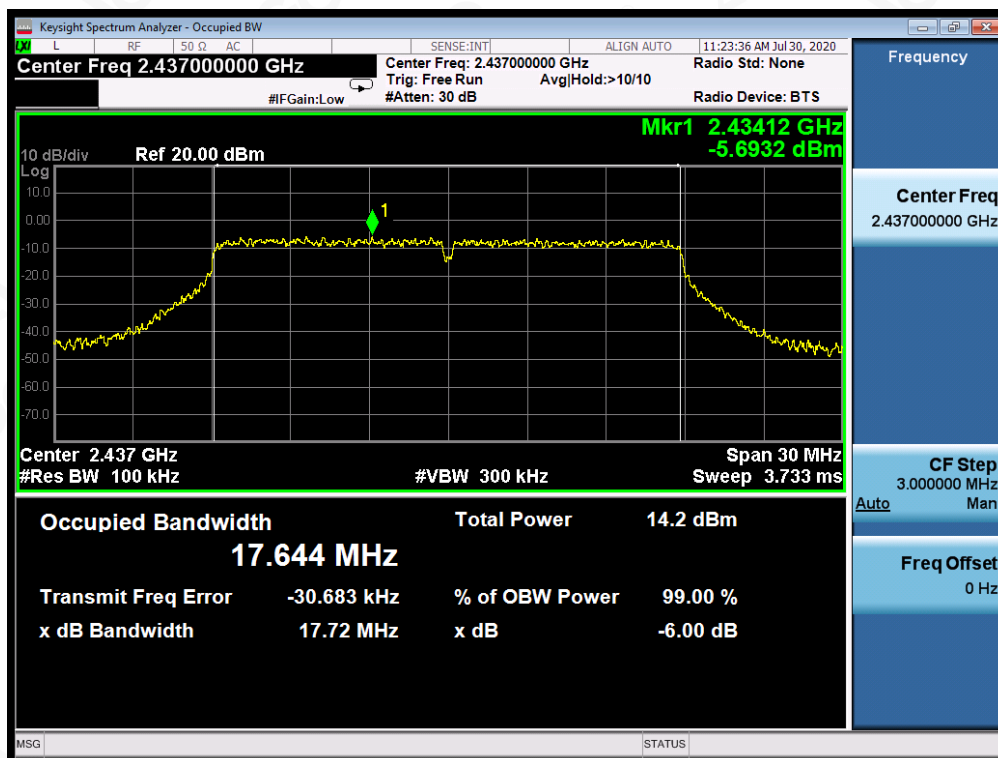 Keysight Spectrum Analyzer - Occupied BW
LXI L RF 50 Ω AC SENSE:INT ALIGN AUTO 11:23:36 AM Jul 30, 2020
Center Freq 2.437000000 GHz
Center Freq: 2.437000000 GHz
Radio Std: None
Trig: Free Run Avg|Hold:>10/10
#IFGain:Low
#Atten: 30 dB
Radio Device: BTS
Mkr1 2.43412 GHz
-5.6932 dBm
10 dB/div Ref 20.00 dBm
Log
10.0
0.00
-10.0
-20.0
-30.0
-40.0
-50.0
-60.0
-70.0
1
Center 2.437 GHz Span 30 MHz
#Res BW 100 kHz #VBW 300 kHz Sweep 3.733 ms
Occupied Bandwidth Total Power 14.2 dBm
17.644 MHz
Transmit Freq Error -30.683 kHz % of OBW Power 99.00 %
x dB Bandwidth 17.72 MHz x dB -6.00 dB
MSG STATUS
Frequency
Center Freq
2.437000000 GHz
CF Step
3.000000 MHz
Auto Man
Freq Offset
0 Hz